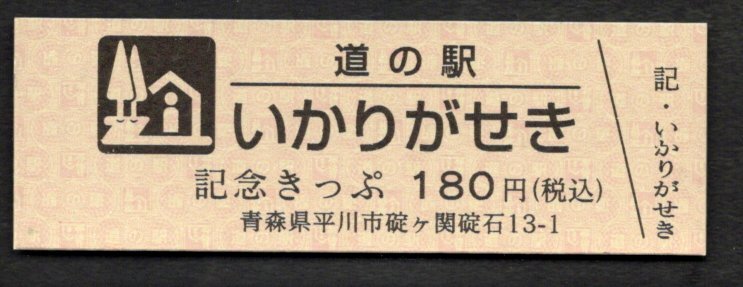 道の駅
いかりがせき
記念きっぷ 180円(税込)
青森県平川市碇ヶ関碇石13-1
記・いかりがせき